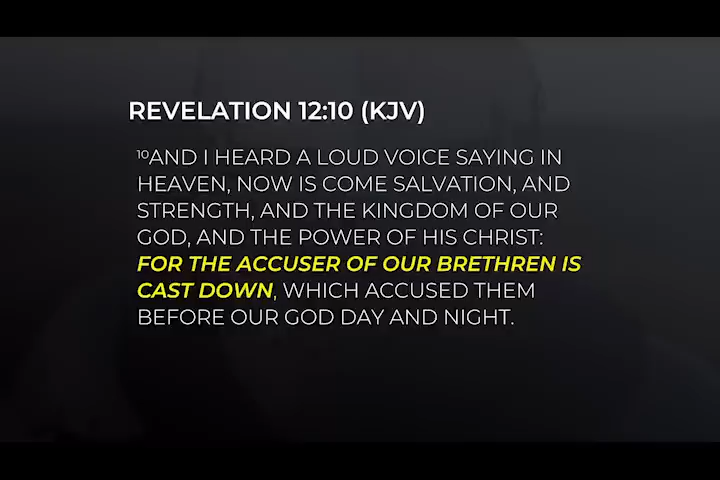 REVELATION 12:10 (KJV)
¹⁰AND I HEARD A LOUD VOICE SAYING IN
HEAVEN, NOW IS COME SALVATION, AND
STRENGTH, AND THE KINGDOM OF OUR
GOD, AND THE POWER OF HIS CHRIST:
FOR THE ACCUSER OF OUR BRETHREN IS
CAST DOWN, WHICH ACCUSED THEM
BEFORE OUR GOD DAY AND NIGHT.